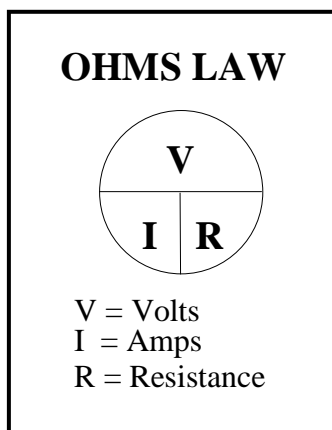 OHMS LAW
V
I R
V = Volts
I = Amps
R = Resistance